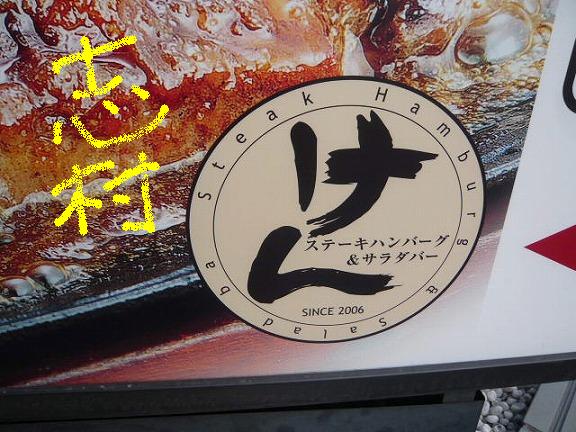 志村
けん
ステーキハンバーグ
&サラダバー
SINCE 2006
Steak Hamburg & Salad ba